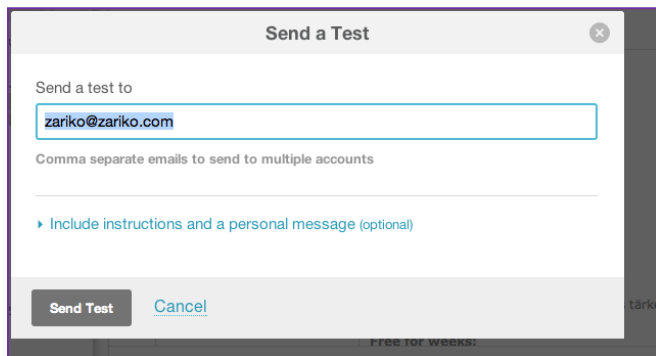 Send a Test
Send a test to
zariko@zariko.com
Comma separate emails to send to multiple accounts
Include instructions and a personal message (optional)
Send Test Cancel
Free for weeks!